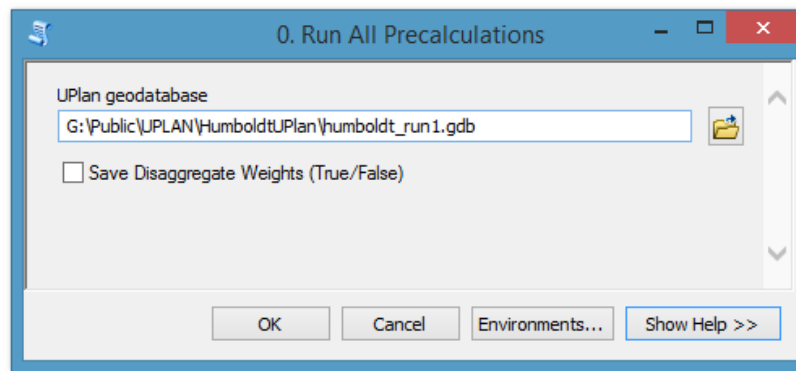 0. Run All Precalculations
UPlan geodatabase
G:\Public\UPLAN\HumboldtUPlan\humboldt_run1.gdb
Save Disaggregate Weights (True/False)
OK Cancel Environments... Show Help >>